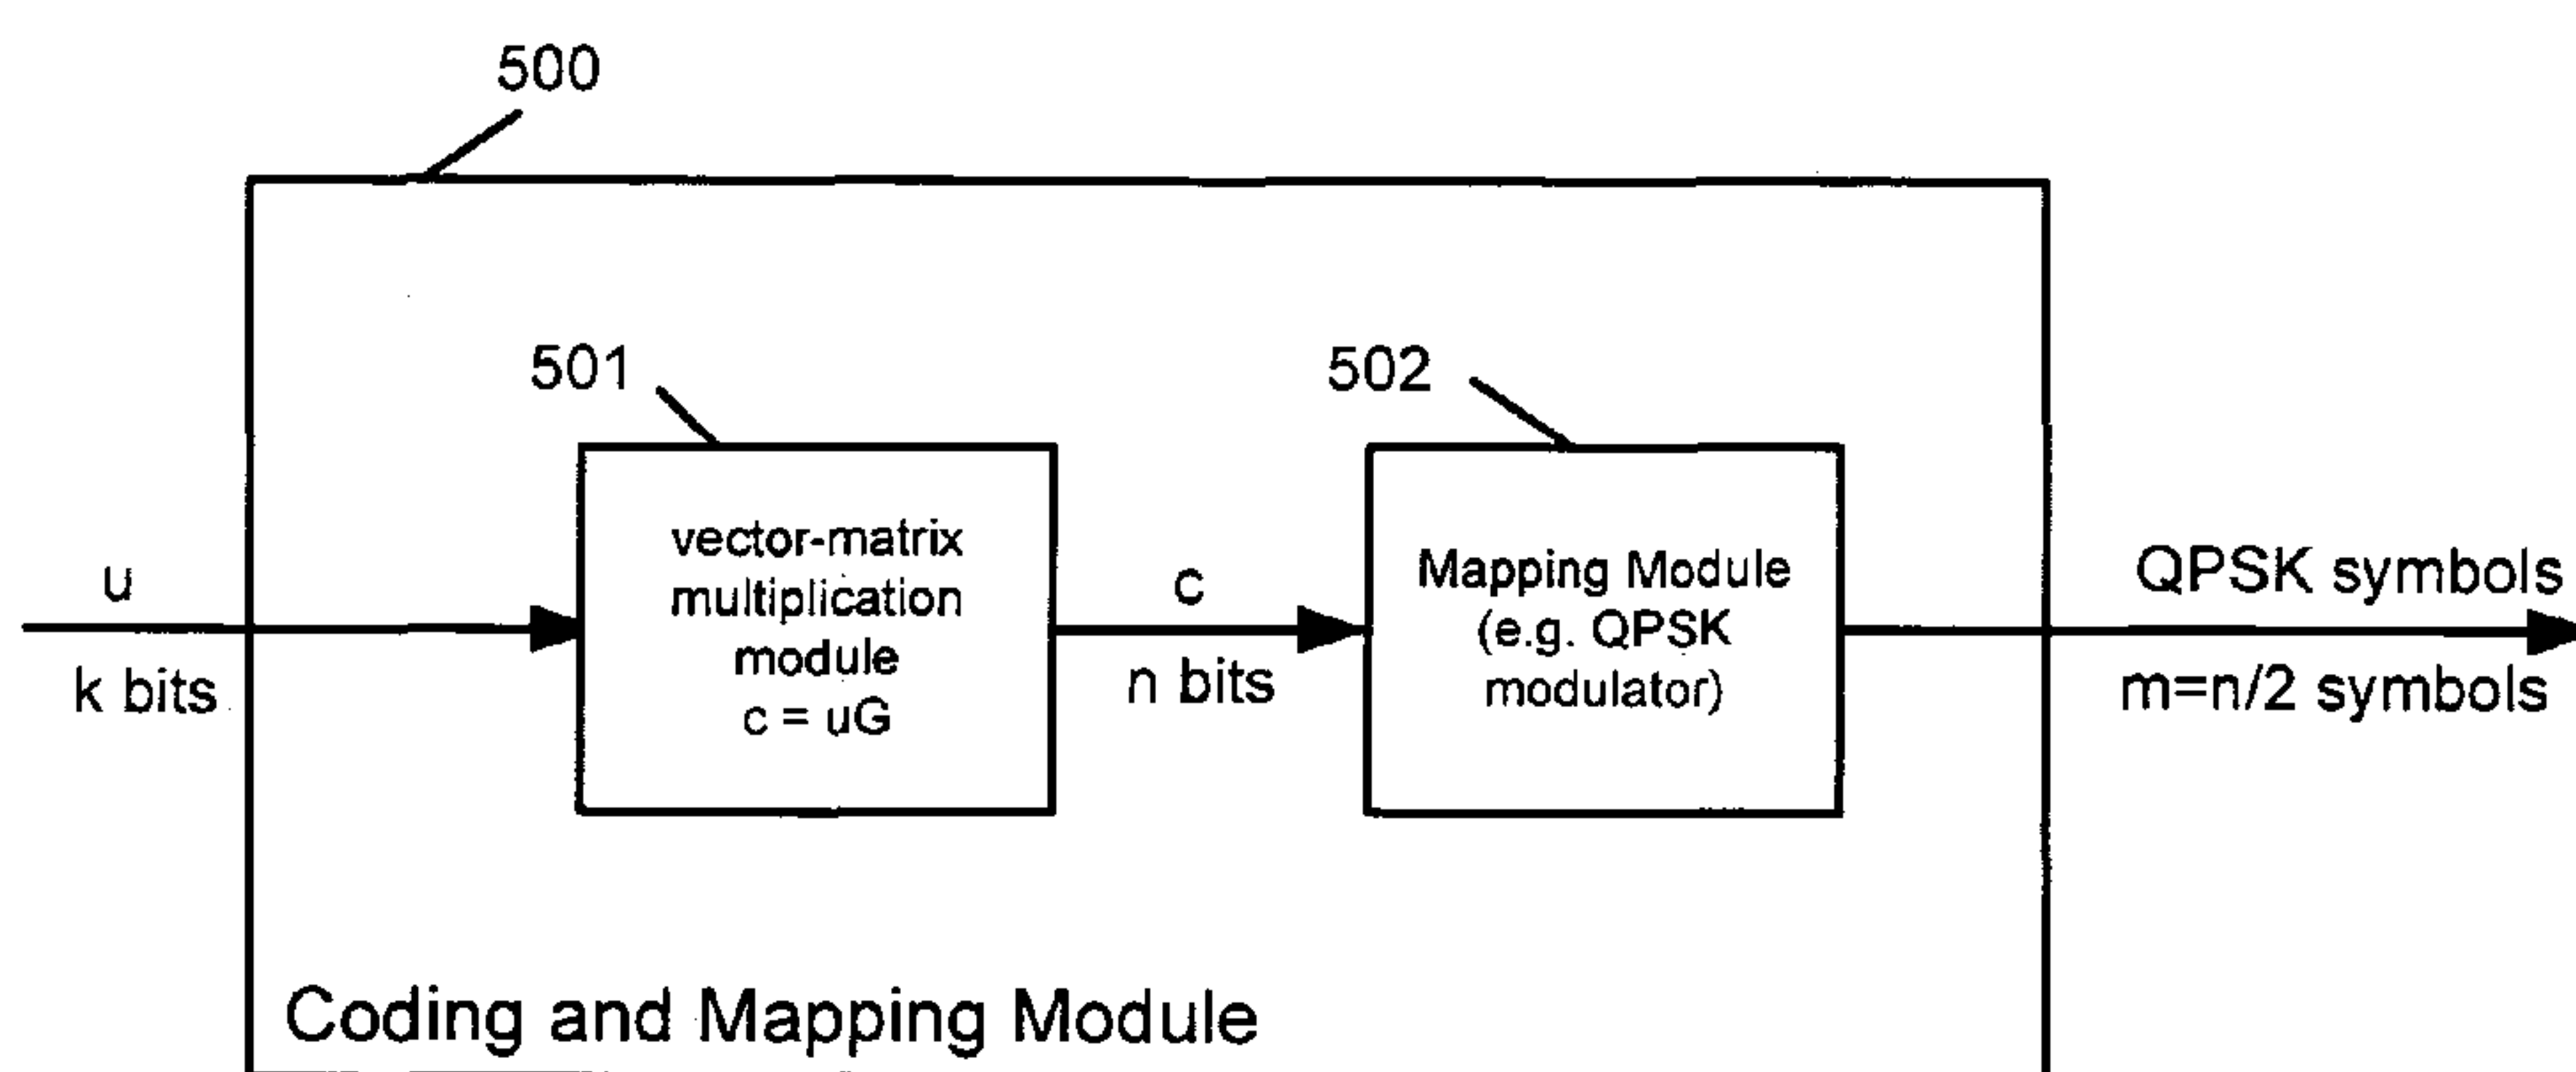 500
501
502
u
k bits
vector-matrix
multiplication
module
c = uG
c
n bits
Mapping Module
(e.g. QPSK
modulator)
QPSK symbols
m=n/2 symbols
Coding and Mapping Module